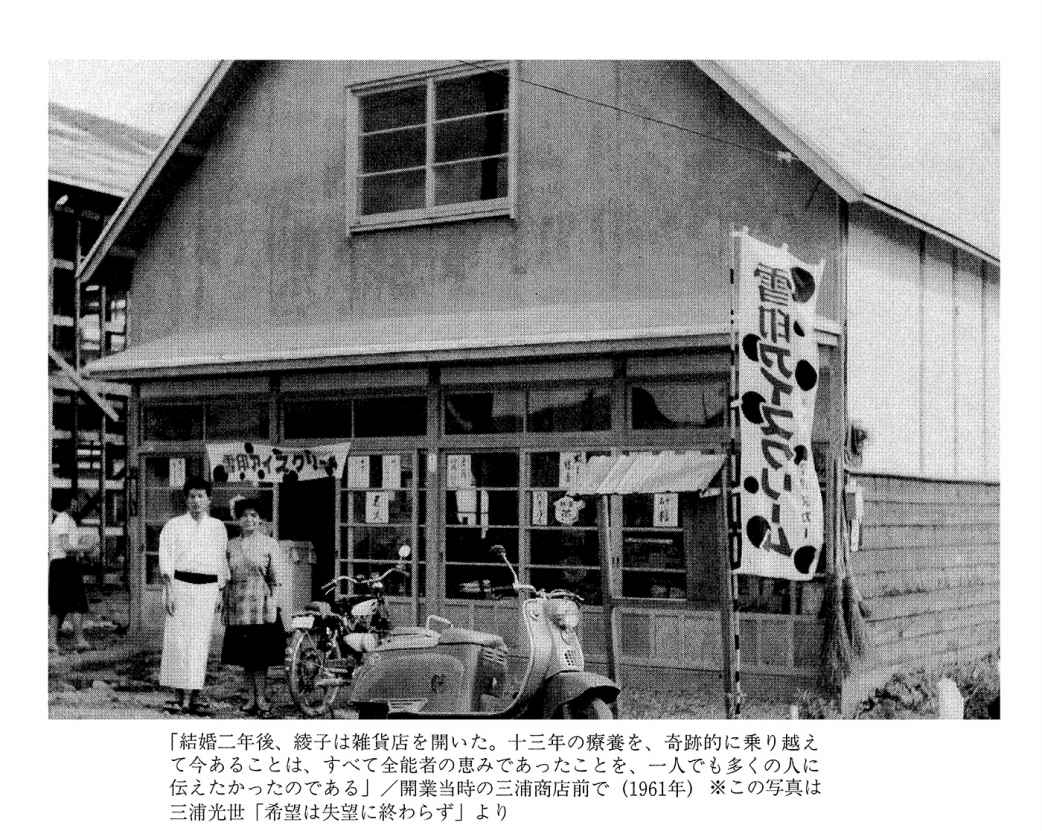 雪印アイスクリーム
雪印アイスクリーム
「結婚二年後、綾子は雑貨店を開いた。十三年の療養を、奇跡的に乗り越え
て今あることは、すべて全能者の恵みであったことを、一人でも多くの人に
伝えたかったのである」／開業当時の三浦商店前で（1961年）※この写真は
三浦光世「希望は失望に終わらず」より